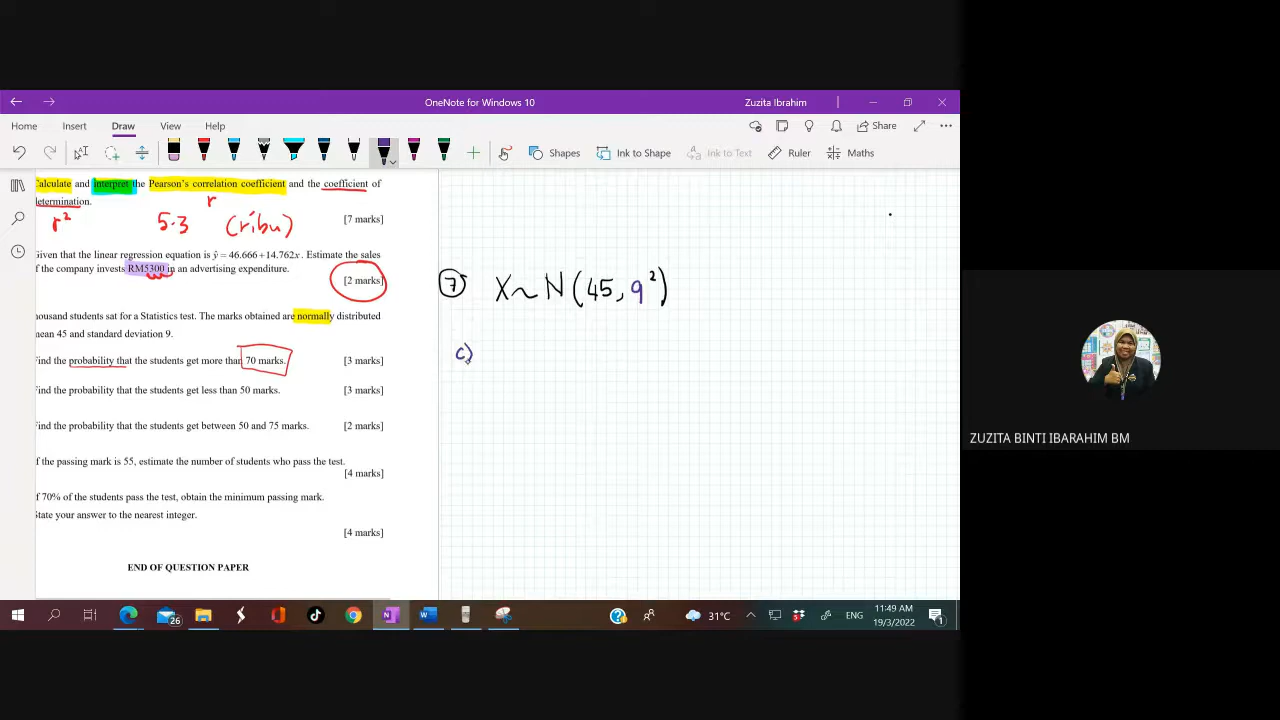 OneNote for Windows 10
Zuzita Ibrahim
Home Insert Draw View Help
Share
Shapes Ink to Shape Ink to Text Ruler Maths
Calculate and interpret the Pearson's correlation coefficient and the coefficient of
determination.
r
r² 5.3 (ribu)
[7 marks]
Given that the linear regression equation is ŷ = 46.666+14.762x. Estimate the sales
if the company invests RM5300 in an advertising expenditure.
[2 marks]
housand students sat for a Statistics test. The marks obtained are normally distributed
mean 45 and standard deviation 9.
Find the probability that the students get more than 70 marks. [3 marks]
Find the probability that the students get less than 50 marks. [3 marks]
Find the probability that the students get between 50 and 75 marks. [2 marks]
If the passing mark is 55, estimate the number of students who pass the test.
[4 marks]
If 70% of the students pass the test, obtain the minimum passing mark.
State your answer to the nearest integer.
[4 marks]
END OF QUESTION PAPER
7 X~N(45, 9²)
c)
ZUZITA BINTI IBARAHIM BM
26
31°C
ENG
11:49 AM
19/3/2022
1